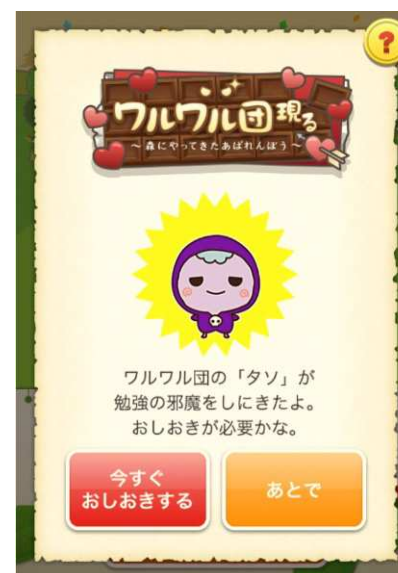 ?
ワルワル団現る
～森にやってきたあばれんぼう～
ワルワル団の「タソ」が
勉強の邪魔をしにきたよ。
おしおきが必要かな。
今すぐ
おしおきする
あとで